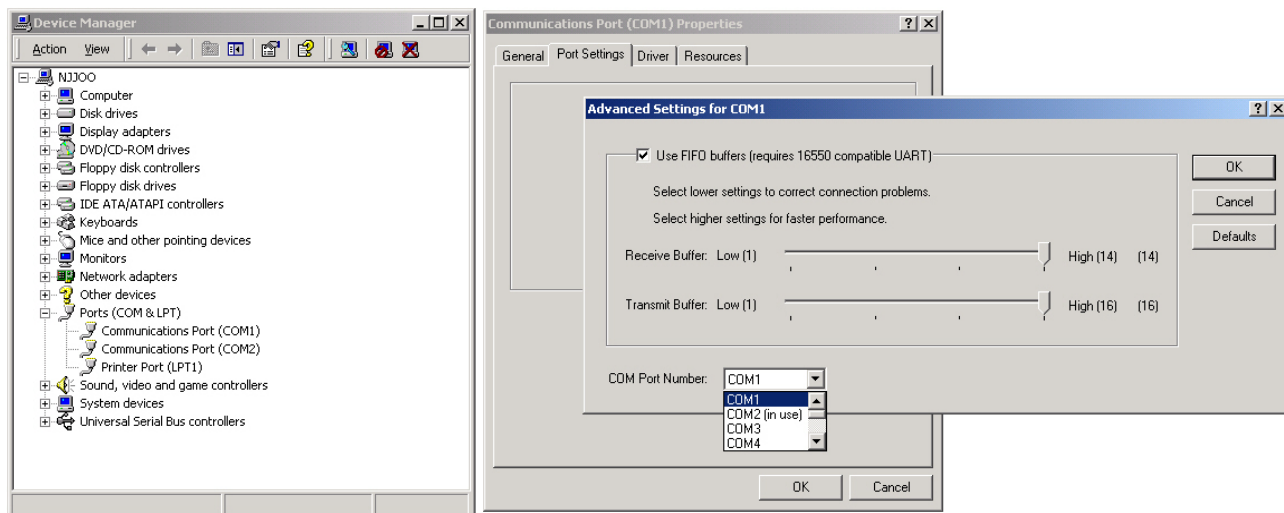 Device Manager
Action View
NJJOO
Computer
Disk drives
Display adapters
DVD/CD-ROM drives
Floppy disk controllers
Floppy disk drives
IDE ATA/ATAPI controllers
Keyboards
Mice and other pointing devices
Monitors
Network adapters
Other devices
Ports (COM & LPT)
Communications Port (COM1)
Communications Port (COM2)
Printer Port (LPT1)
Sound, video and game controllers
System devices
Universal Serial Bus controllers
Communications Port (COM1) Properties
General Port Settings Driver Resources
Advanced Settings for COM1
Use FIFO buffers (requires 16550 compatible UART)
OK
Select lower settings to correct connection problems.
Cancel
Select higher settings for faster performance.
Defaults
Receive Buffer: Low (1) High (14) (14)
Transmit Buffer: Low (1) High (16) (16)
COM Port Number: COM1
COM1
COM2 (in use)
COM3
COM4
OK Cancel